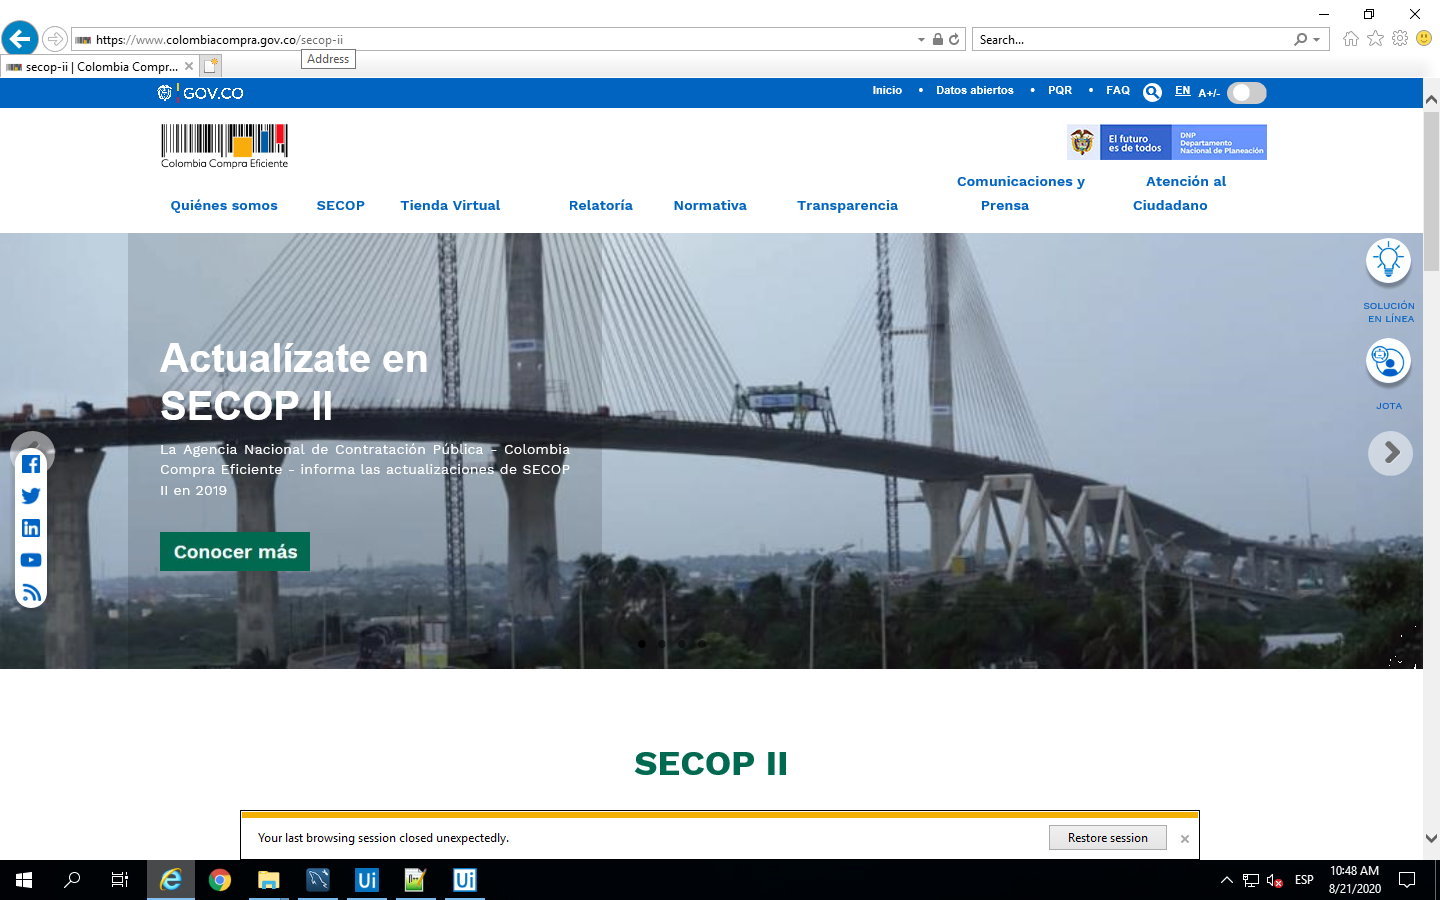 https://www.colombiacompra.gov.co/secop-ii
Search...
secop-ii | Colombia Compr...
Address
GOV.CO
Inicio • Datos abiertos • PQR • FAQ EN A+/-
Colombia Compra Eficiente
El futuro
es de todos
DNP
Departamento
Nacional de Planeación
Quiénes somos
SECOP
Tienda Virtual
Relatoría
Normativa
Transparencia
Comunicaciones y
Prensa
Atención al
Ciudadano
SOLUCIÓN
EN LÍNEA
JOTA
Actualízate en
SECOP II
La Agencia Nacional de Contratación Pública - Colombia
Compra Eficiente - informa las actualizaciones de SECOP
II en 2019
Conocer más
SECOP II
Your last browsing session closed unexpectedly.
Restore session
Ui
Ui
ESP
10:48 AM
8/21/2020